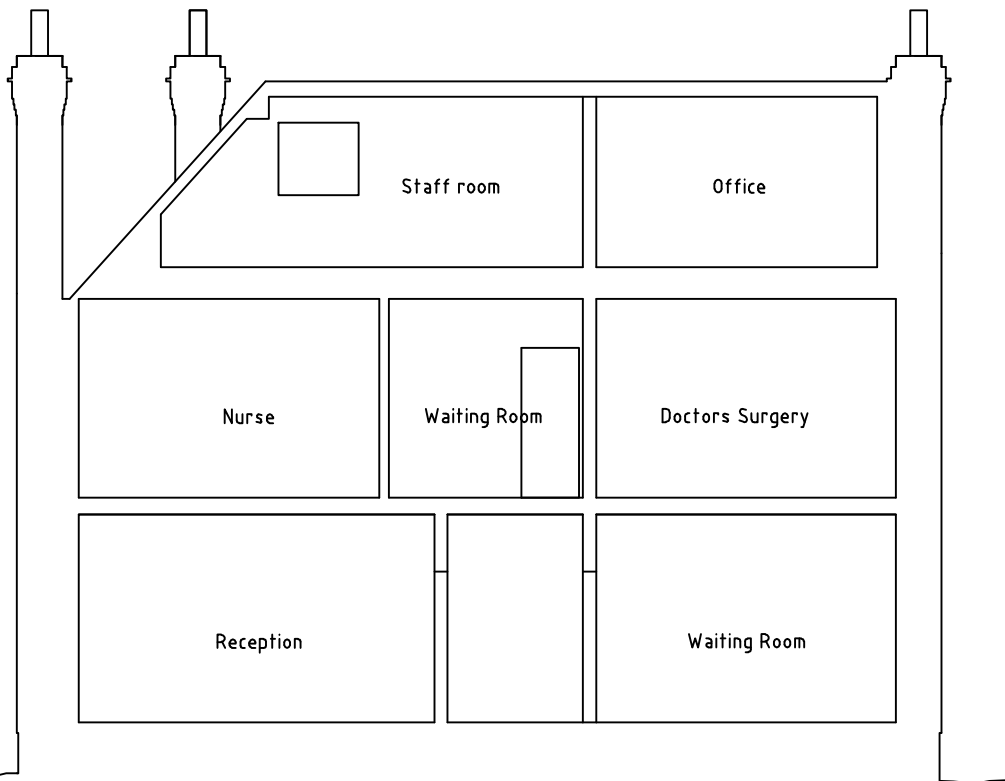 Staff room
Office
Nurse
Waiting Room
Doctors Surgery
Reception
Waiting Room